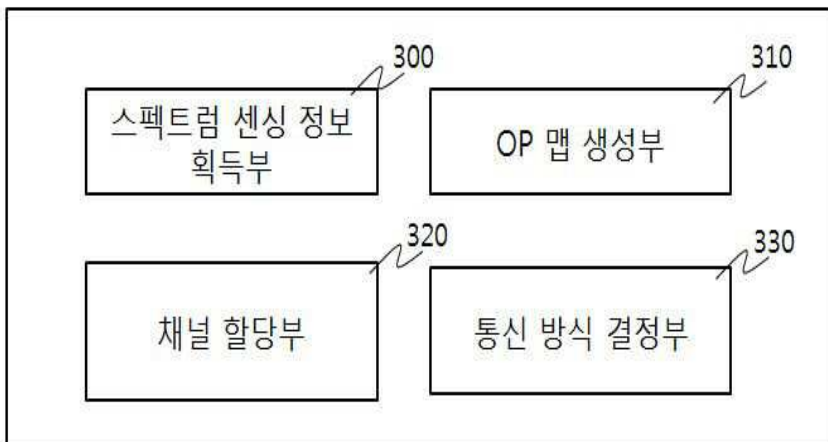 300
스펙트럼 센싱 정보
획득부
310
OP 맵 생성부
320
채널 할당부
330
통신 방식 결정부